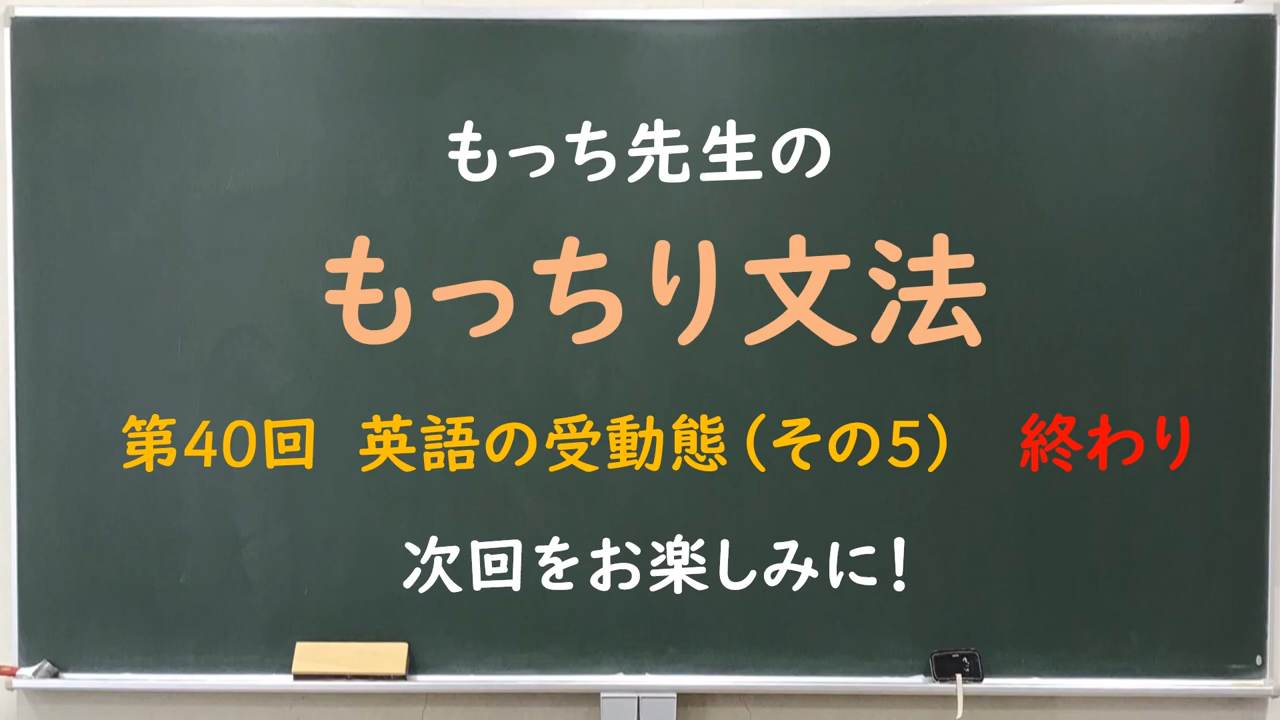 もっち先生の
もっちり文法
第40回 英語の受動態（その5） 終わり
次回をお楽しみに！